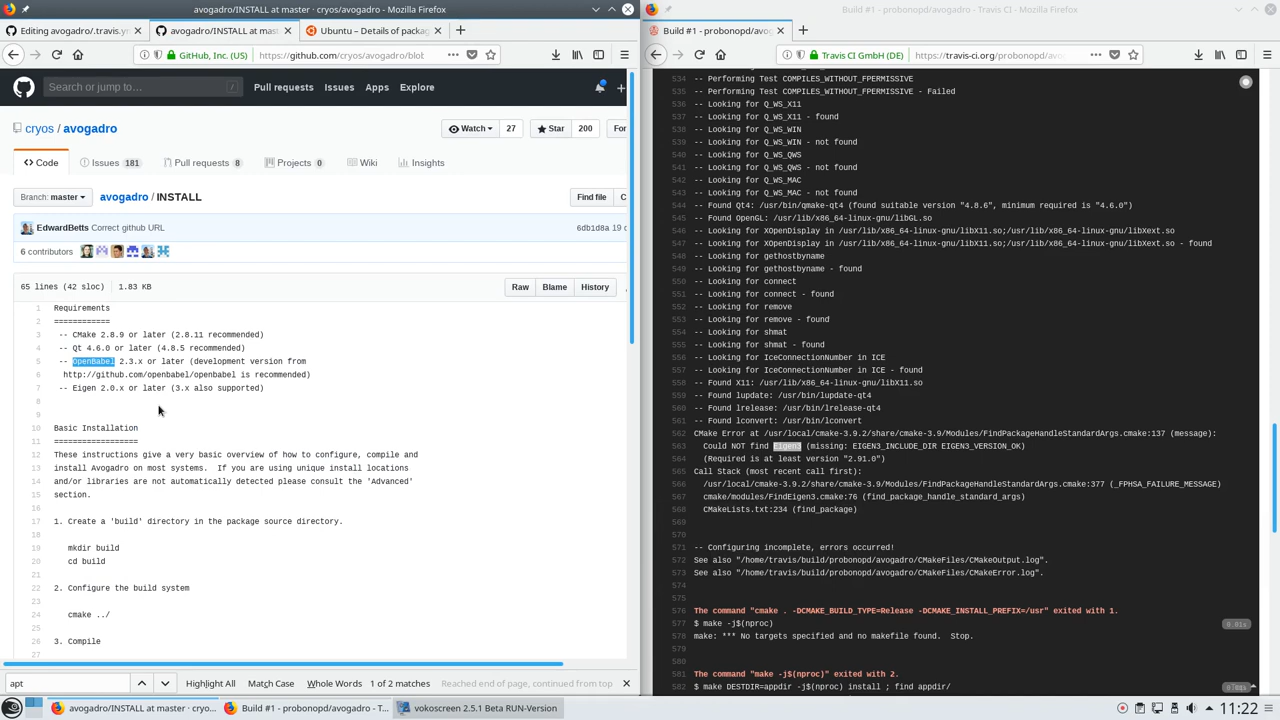 avogadro/INSTALL at master · cryos/avogadro - Mozilla Firefox
Editing avogadro/.travis.y
avogadro/INSTALL at mas
Ubuntu – Details of packag
GitHub, Inc. (US)
https://github.com/cryos/avogadro/blob
Search or jump to...
/
Pull requests Issues Apps Explore
cryos / avogadro
Watch 27
Star 200
For
Code
Issues 181
Pull requests 8
Projects 0
Wiki
Insights
Branch: master
avogadro / INSTALL
Find file
C
EdwardBetts Correct github URL
6db1d8a 19
6 contributors
65 lines (42 sloc) 1.83 KB
Raw Blame History
1 Requirements
2 ============
3 -- CMake 2.8.9 or later (2.8.11 recommended)
4 -- Qt 4.6.0 or later (4.8.5 recommended)
5 -- OpenBabel 2.3.x or later (development version from
6 http://github.com/openbabel/openbabel is recommended)
7 -- Eigen 2.0.x or later (3.x also supported)
8
9
10 Basic Installation
11 ==================
12 These instructions give a very basic overview of how to configure, compile and
13 install Avogadro on most systems. If you are using unique install locations
14 and/or libraries are not automatically detected please consult the 'Advanced'
15 section.
16
17 1. Create a 'build' directory in the package source directory.
18
19 mkdir build
20 cd build
21
22 2. Configure the build system
23
24 cmake ../
25
26 3. Compile
27
apt
Highlight All Match Case Whole Words 1 of 2 matches Reached end of page, continued from top
Build #1 - probonopd/avogadro - Travis CI - Mozilla Firefox
Build #1 - probonopd/avog
Travis CI GmbH (DE)
https://travis-ci.org/probonopd/avo
534 -- Performing Test COMPILES_WITHOUT_FPERMISSIVE
535 -- Performing Test COMPILES_WITHOUT_FPERMISSIVE - Failed
536 -- Looking for Q_WS_X11
537 -- Looking for Q_WS_X11 - found
538 -- Looking for Q_WS_WIN
539 -- Looking for Q_WS_WIN - not found
540 -- Looking for Q_WS_QWS
541 -- Looking for Q_WS_QWS - not found
542 -- Looking for Q_WS_MAC
543 -- Looking for Q_WS_MAC - not found
544 -- Found Qt4: /usr/bin/qmake-qt4 (found suitable version "4.8.6", minimum required is "4.6.0")
545 -- Found OpenGL: /usr/lib/x86_64-linux-gnu/libGL.so
546 -- Looking for XOpenDisplay in /usr/lib/x86_64-linux-gnu/libX11.so;/usr/lib/x86_64-linux-gnu/libXext.so
547 -- Looking for XOpenDisplay in /usr/lib/x86_64-linux-gnu/libX11.so;/usr/lib/x86_64-linux-gnu/libXext.so - found
548 -- Looking for gethostbyname
549 -- Looking for gethostbyname - found
550 -- Looking for connect
551 -- Looking for connect - found
552 -- Looking for remove
553 -- Looking for remove - found
554 -- Looking for shmat
555 -- Looking for shmat - found
556 -- Looking for IceConnectionNumber in ICE
557 -- Looking for IceConnectionNumber in ICE - found
558 -- Found X11: /usr/lib/x86_64-linux-gnu/libX11.so
559 -- Found lupdate: /usr/bin/lupdate-qt4
560 -- Found lrelease: /usr/bin/lrelease-qt4
561 -- Found lconvert: /usr/bin/lconvert
562 CMake Error at /usr/local/cmake-3.9.2/share/cmake-3.9/Modules/FindPackageHandleStandardArgs.cmake:137 (message):
563 Could NOT find Eigen3 (missing: EIGEN3_INCLUDE_DIR EIGEN3_VERSION_OK)
564 (Required is at least version "2.91.0")
565 Call Stack (most recent call first):
566 /usr/local/cmake-3.9.2/share/cmake-3.9/Modules/FindPackageHandleStandardArgs.cmake:377 (_FPHSA_FAILURE_MESSAGE)
567 cmake/modules/FindEigen3.cmake:76 (find_package_handle_standard_args)
568 CMakeLists.txt:234 (find_package)
569
570
571 -- Configuring incomplete, errors occurred!
572 See also "/home/travis/build/probonopd/avogadro/CMakeFiles/CMakeOutput.log".
573 See also "/home/travis/build/probonopd/avogadro/CMakeFiles/CMakeError.log".
574
575
576 The command "cmake . -DCMAKE_BUILD_TYPE=Release -DCMAKE_INSTALL_PREFIX=/usr" exited with 1.
577 $ make -j$(nproc)
578 make: *** No targets specified and no makefile found. Stop.
579
580
581 The command "make -j$(nproc)" exited with 2.
582 $ make DESTDIR=appdir -j$(nproc) install ; find appdir/
avogadro/INSTALL at master · cryo...
Build #1 - probonopd/avogadro - T...
vokoscreen 2.5.1 Beta RUN-Version
11:22